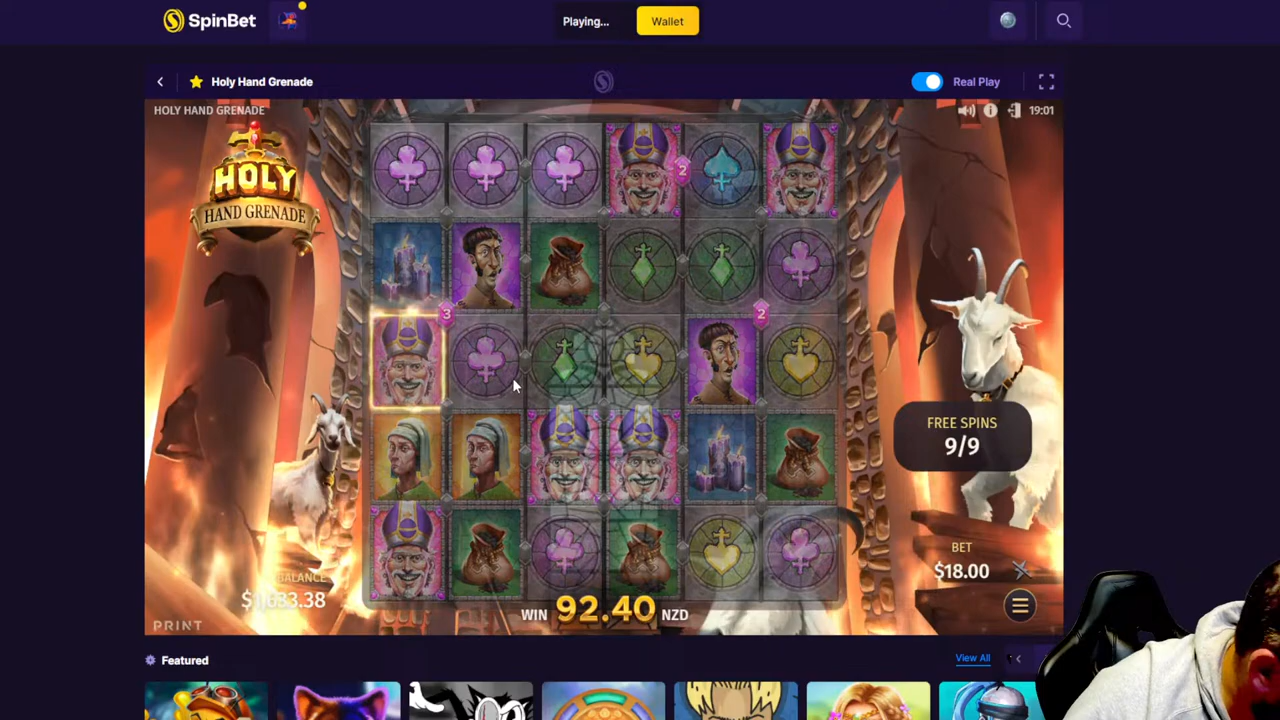 SpinBet
Playing...
Wallet
Holy Hand Grenade
Real Play
HOLY HAND GRENADE
19:01
HOLY
HAND GRENADE
2
3
2
FREE SPINS
9/9
BET
$18.00
BALANCE
WIN 92.40 NZD
PRINT
Featured
View All